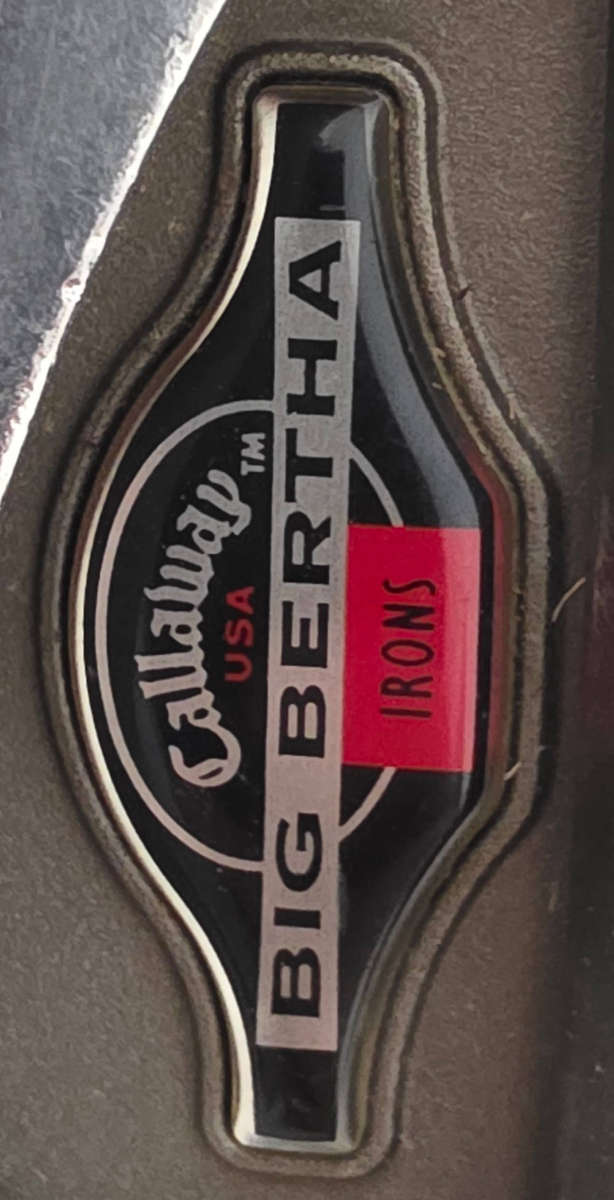 Callaway™
USA
BIG BERTHA
IRONS